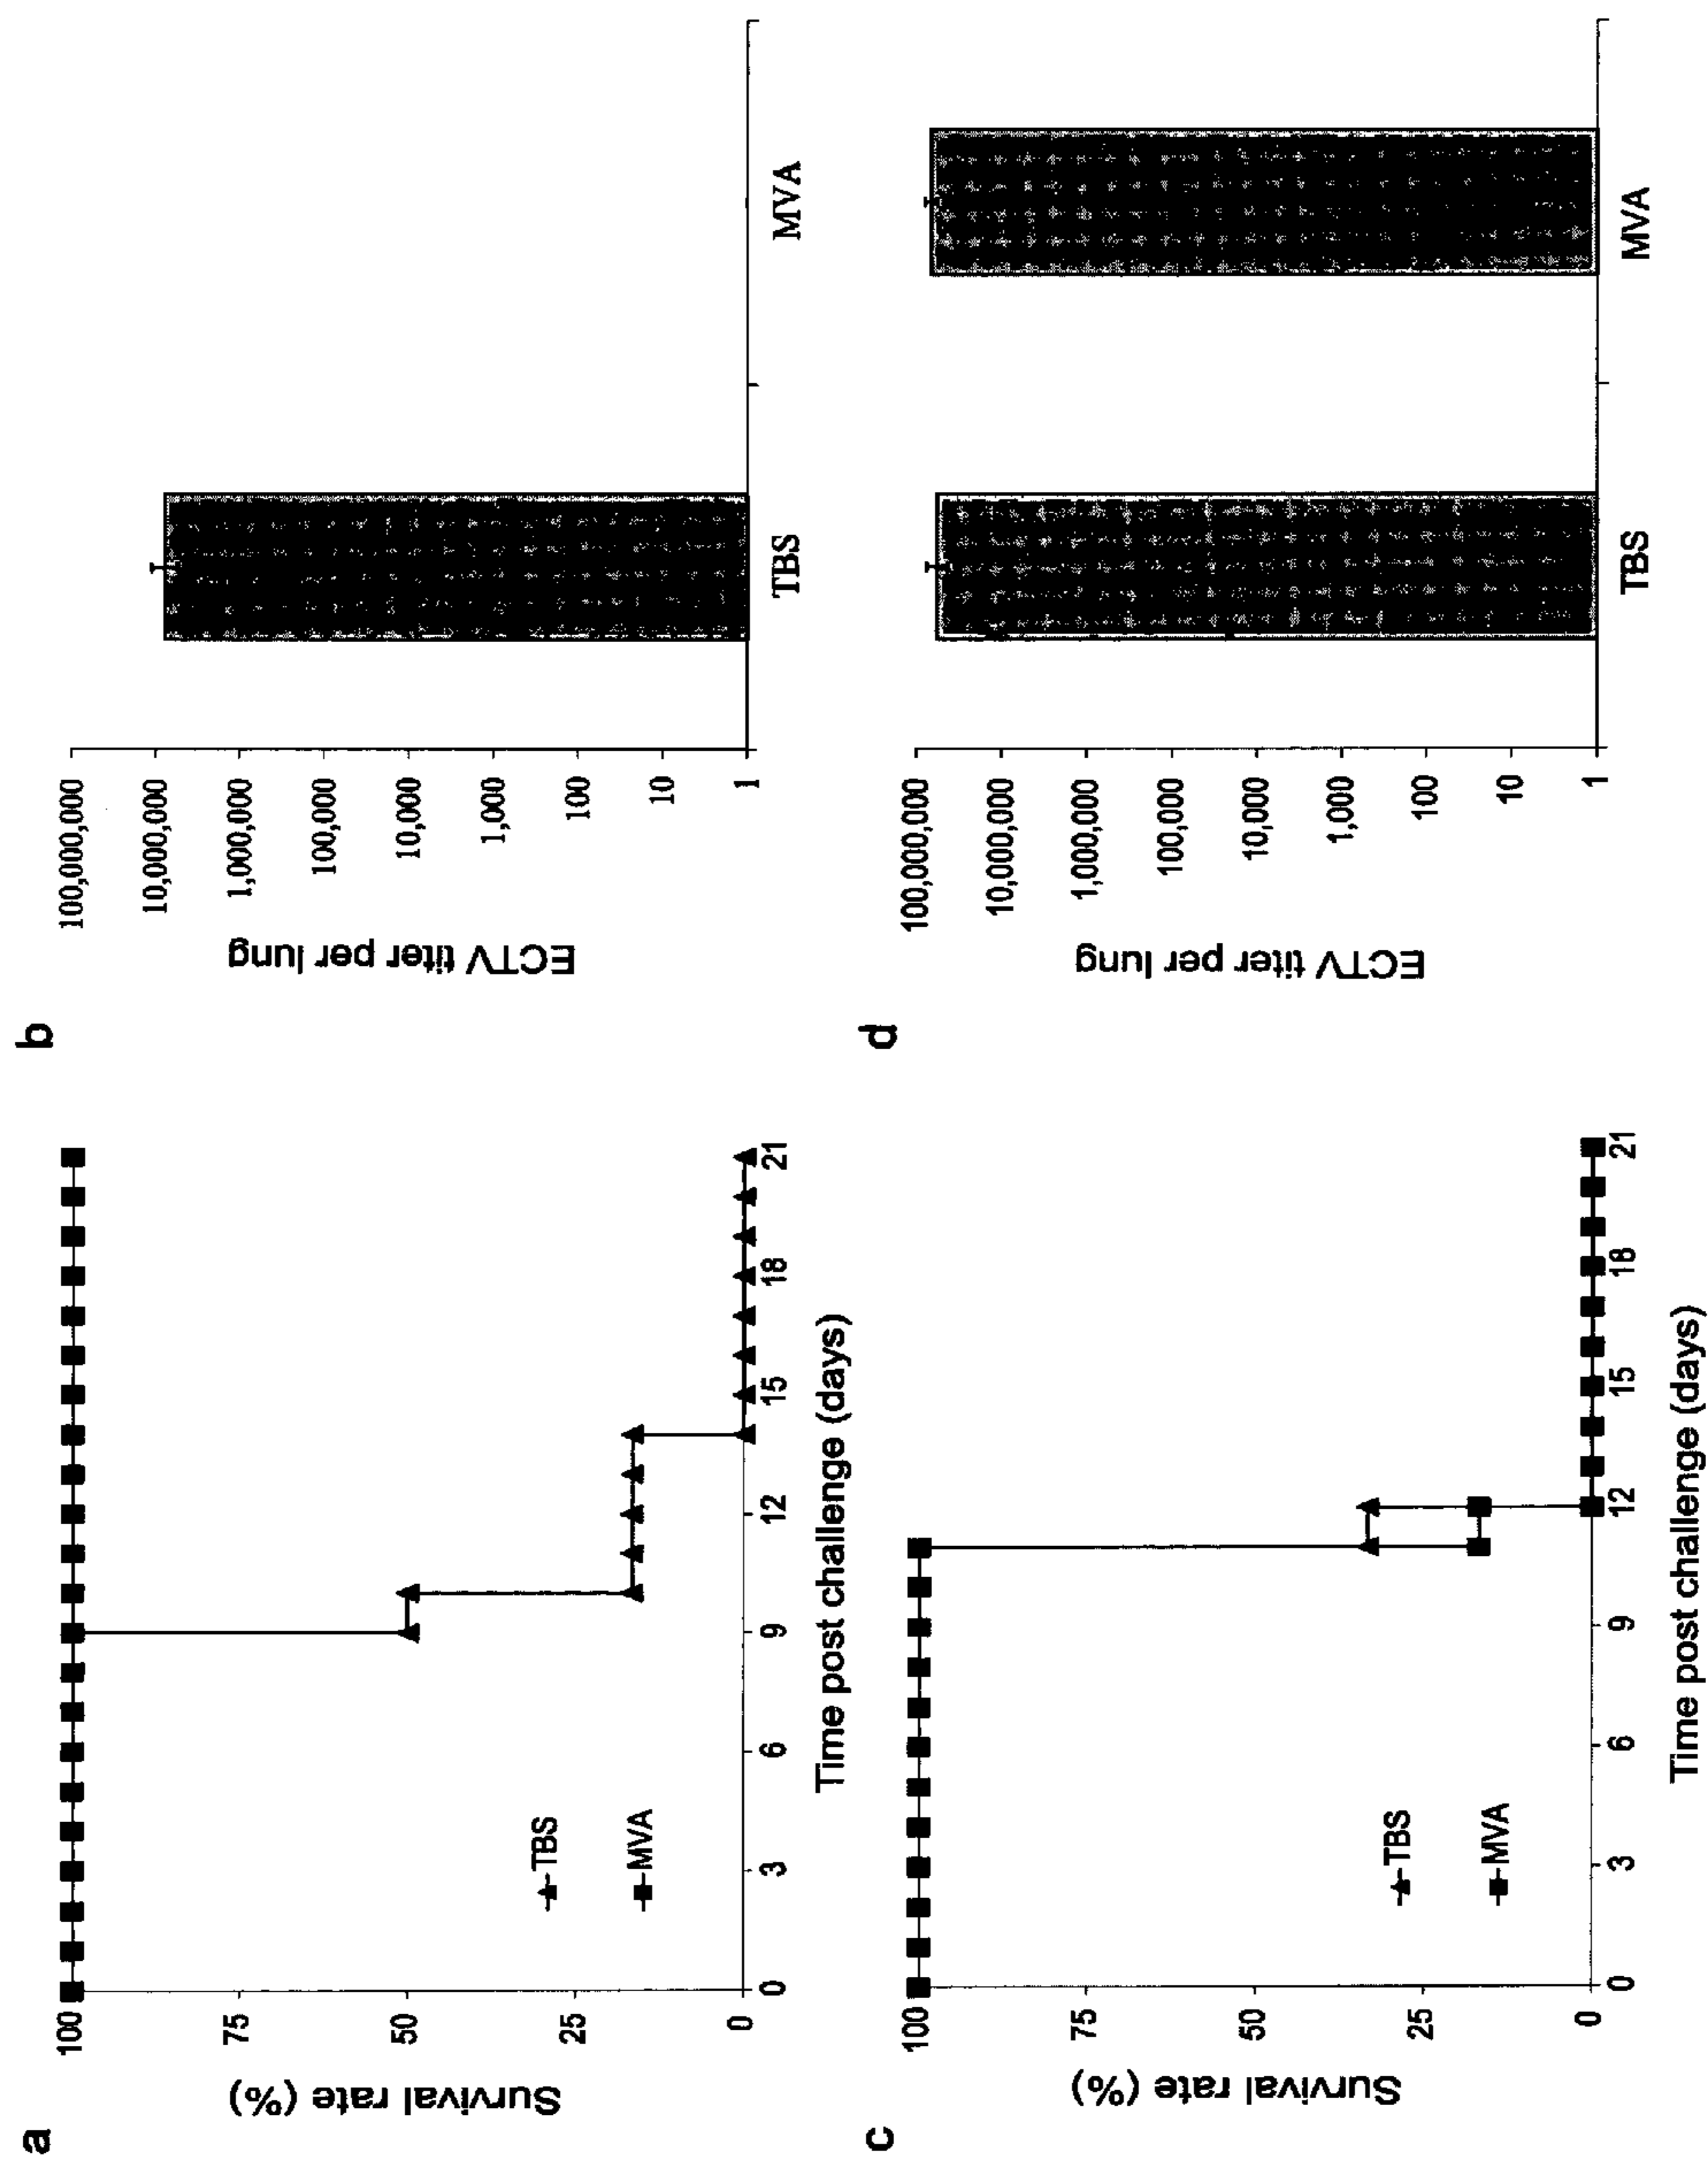 a
Survival rate (%)
100
75
50
25
0
TBS
MVA
0 3 6 9 12 15 18 21
Time post challenge (days)
b
ECTV titer per lung
100,000,000
10,000,000
1,000,000
100,000
10,000
1,000
100
10
1
TBS MVA
c
Survival rate (%)
100
75
50
25
0
TBS
MVA
0 3 6 9 12 15 18 21
Time post challenge (days)
d
ECTV titer per lung
100,000,000
10,000,000
1,000,000
100,000
10,000
1,000
100
10
1
TBS MVA